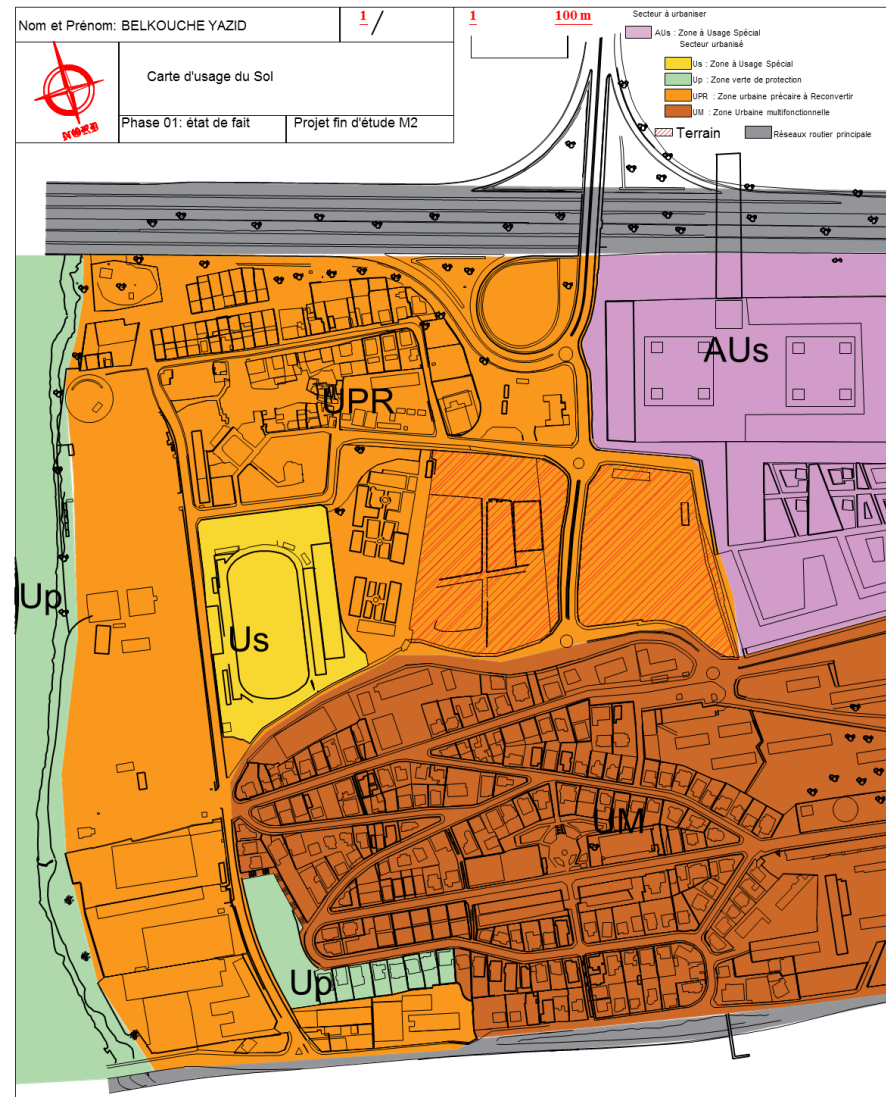 Nom et Prénom: BELKOUCHE YAZID
1/
1 100 m
Secteur à urbaniser
AUs : Zone à Usage Spécial
Secteur urbanisé
Us : Zone à Usage Spécial
Up : Zone verte de protection
UPR : Zone urbaine précaire à Reconvertir
UM : Zone Urbaine multifonctionnelle
Terrain
Réseaux routier principale
Carte d'usage du Sol
NORD
Phase 01: état de fait
Projet fin d'étude M2
AUs
UPR
Up
Us
UM
Up